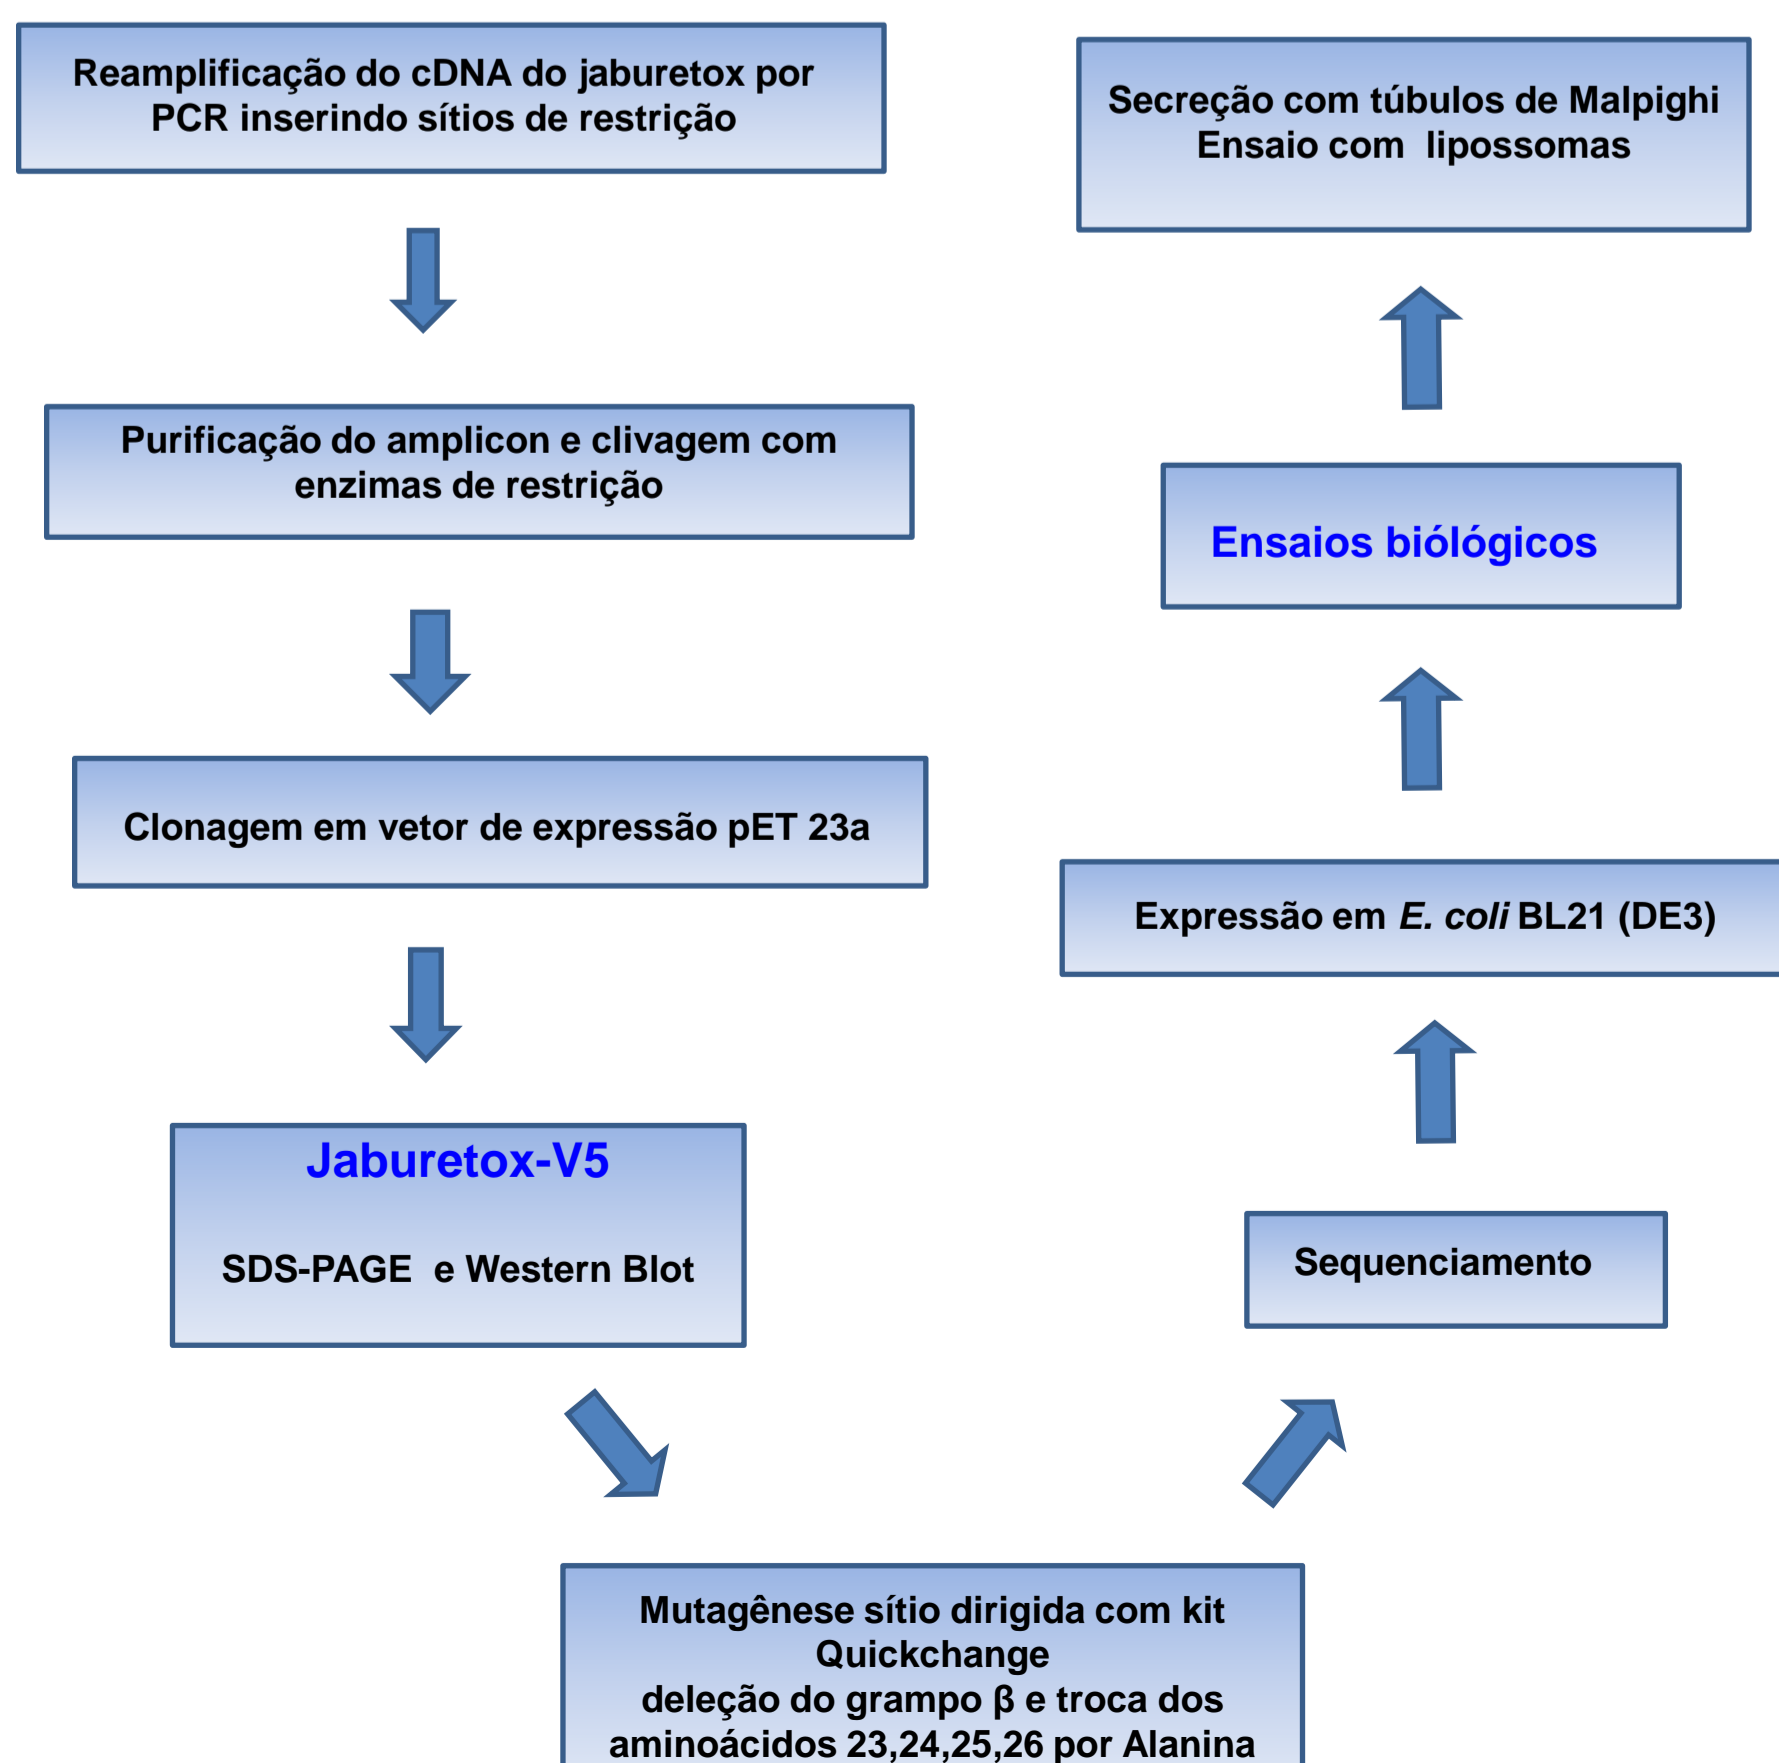 Reamplificação do cDNA do jaburetox por
PCR inserindo sítios de restrição
Purificação do amplicon e clivagem com
enzimas de restrição
Clonagem em vetor de expressão pET 23a
Jaburetox-V5
SDS-PAGE e Western Blot
Mutagênese sítio dirigida com kit
Quickchange
deleção do grampo β e troca dos
aminoácidos 23,24,25,26 por Alanina
Sequenciamento
Expressão em E. coli BL21 (DE3)
Ensaios biólógicos
Secreção com túbulos de Malpighi
Ensaio com lipossomas